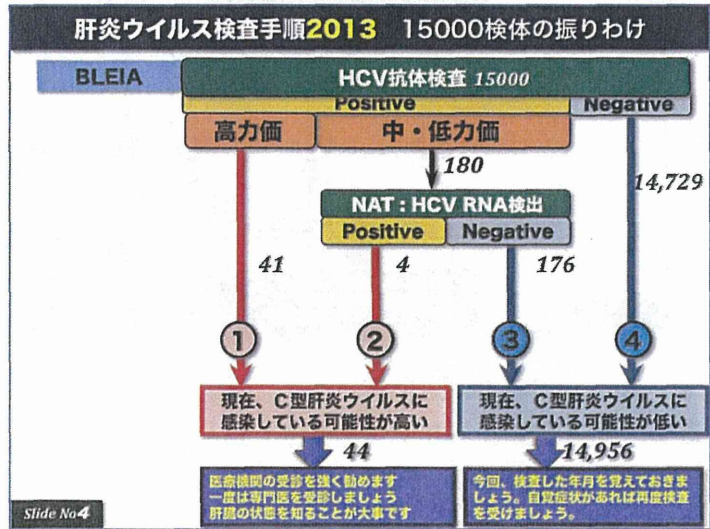 肝炎ウイルス検査手順2013 15000検体の振りわけ
BLEIA
HCV抗体検査 15000
Positive
Negative
高力価
中・低力価
180
14,729
NAT：HCV RNA検出
Positive
Negative
41
4
176
①
②
③
④
現在、C型肝炎ウイルスに
感染している可能性が高い
現在、C型肝炎ウイルスに
感染している可能性が低い
44
14,956
医療機関の受診を強く勧めます
一度は専門医を受診しましょう
肝臓の状態を知ることが大事です
今回、検査した年月を覚えておきま
しょう。自覚症状があれば再度検査
を受けましょう。
Slide No4